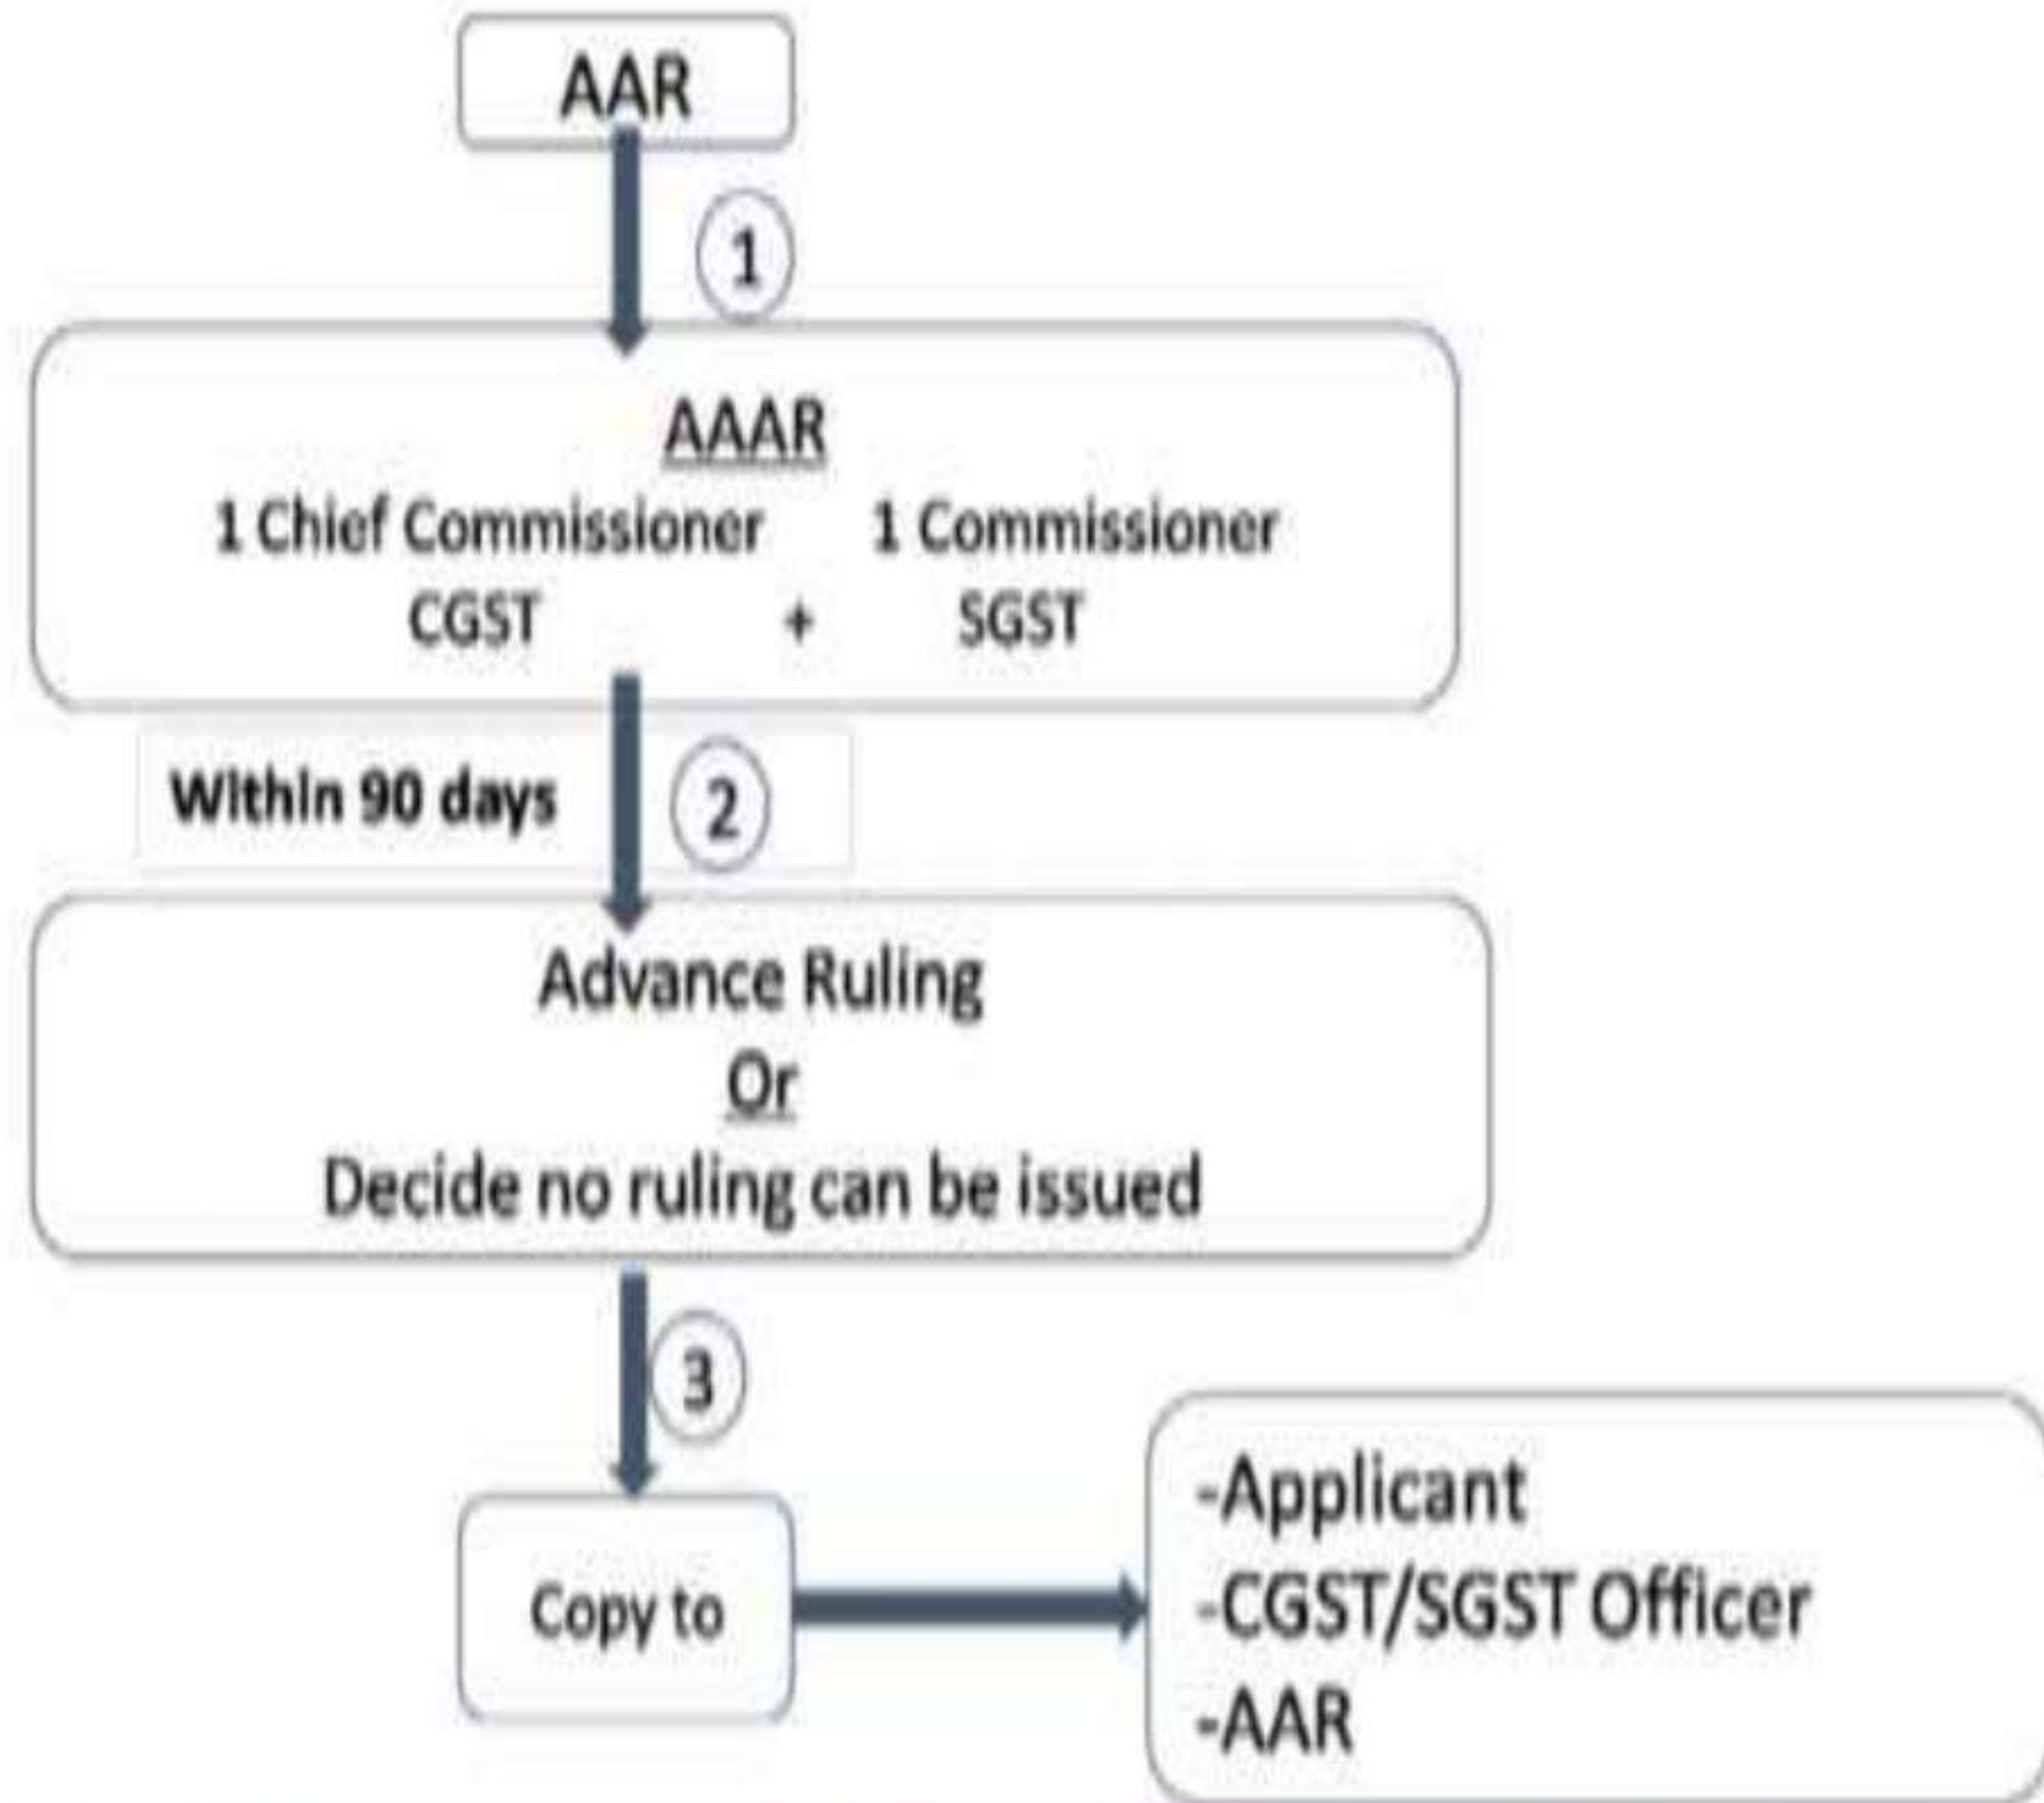 AAR
1
AAAR
1 Chief Commissioner 1 Commissioner
CGST + SGST
Within 90 days 2
Advance Ruling
Or
Decide no ruling can be issued
3
Copy to
-Applicant
-CGST/SGST Officer
-AAR